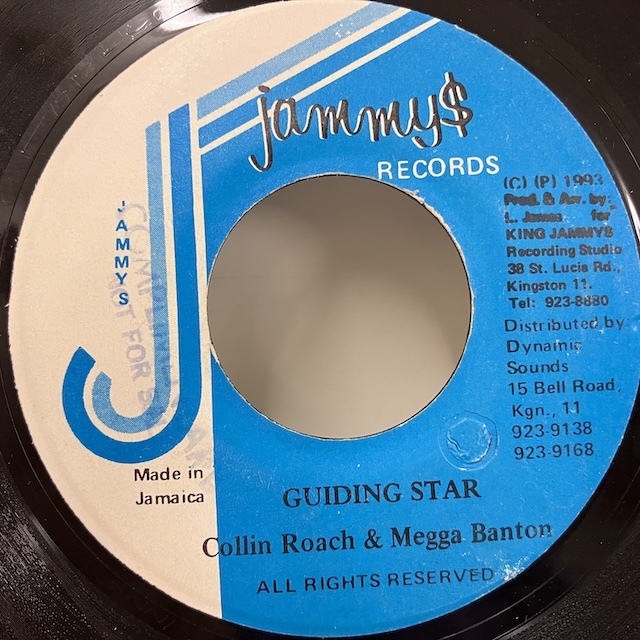 jammy$
RECORDS
JAMMYS
(C) (P) 1993
Prod. & Arr. by:
L. James for
KING JAMMYS
Recording Studio
38 St. Lucia Rd.,
Kingston 11.
Tel: 923-8880
Distributed by:
Dynamic
Sounds
15 Bell Road,
Kgn., 11
923-9138
923-9168
Made in
Jamaica
GUIDING STAR
Collin Roach & Megga Banton
ALL RIGHTS RESERVED